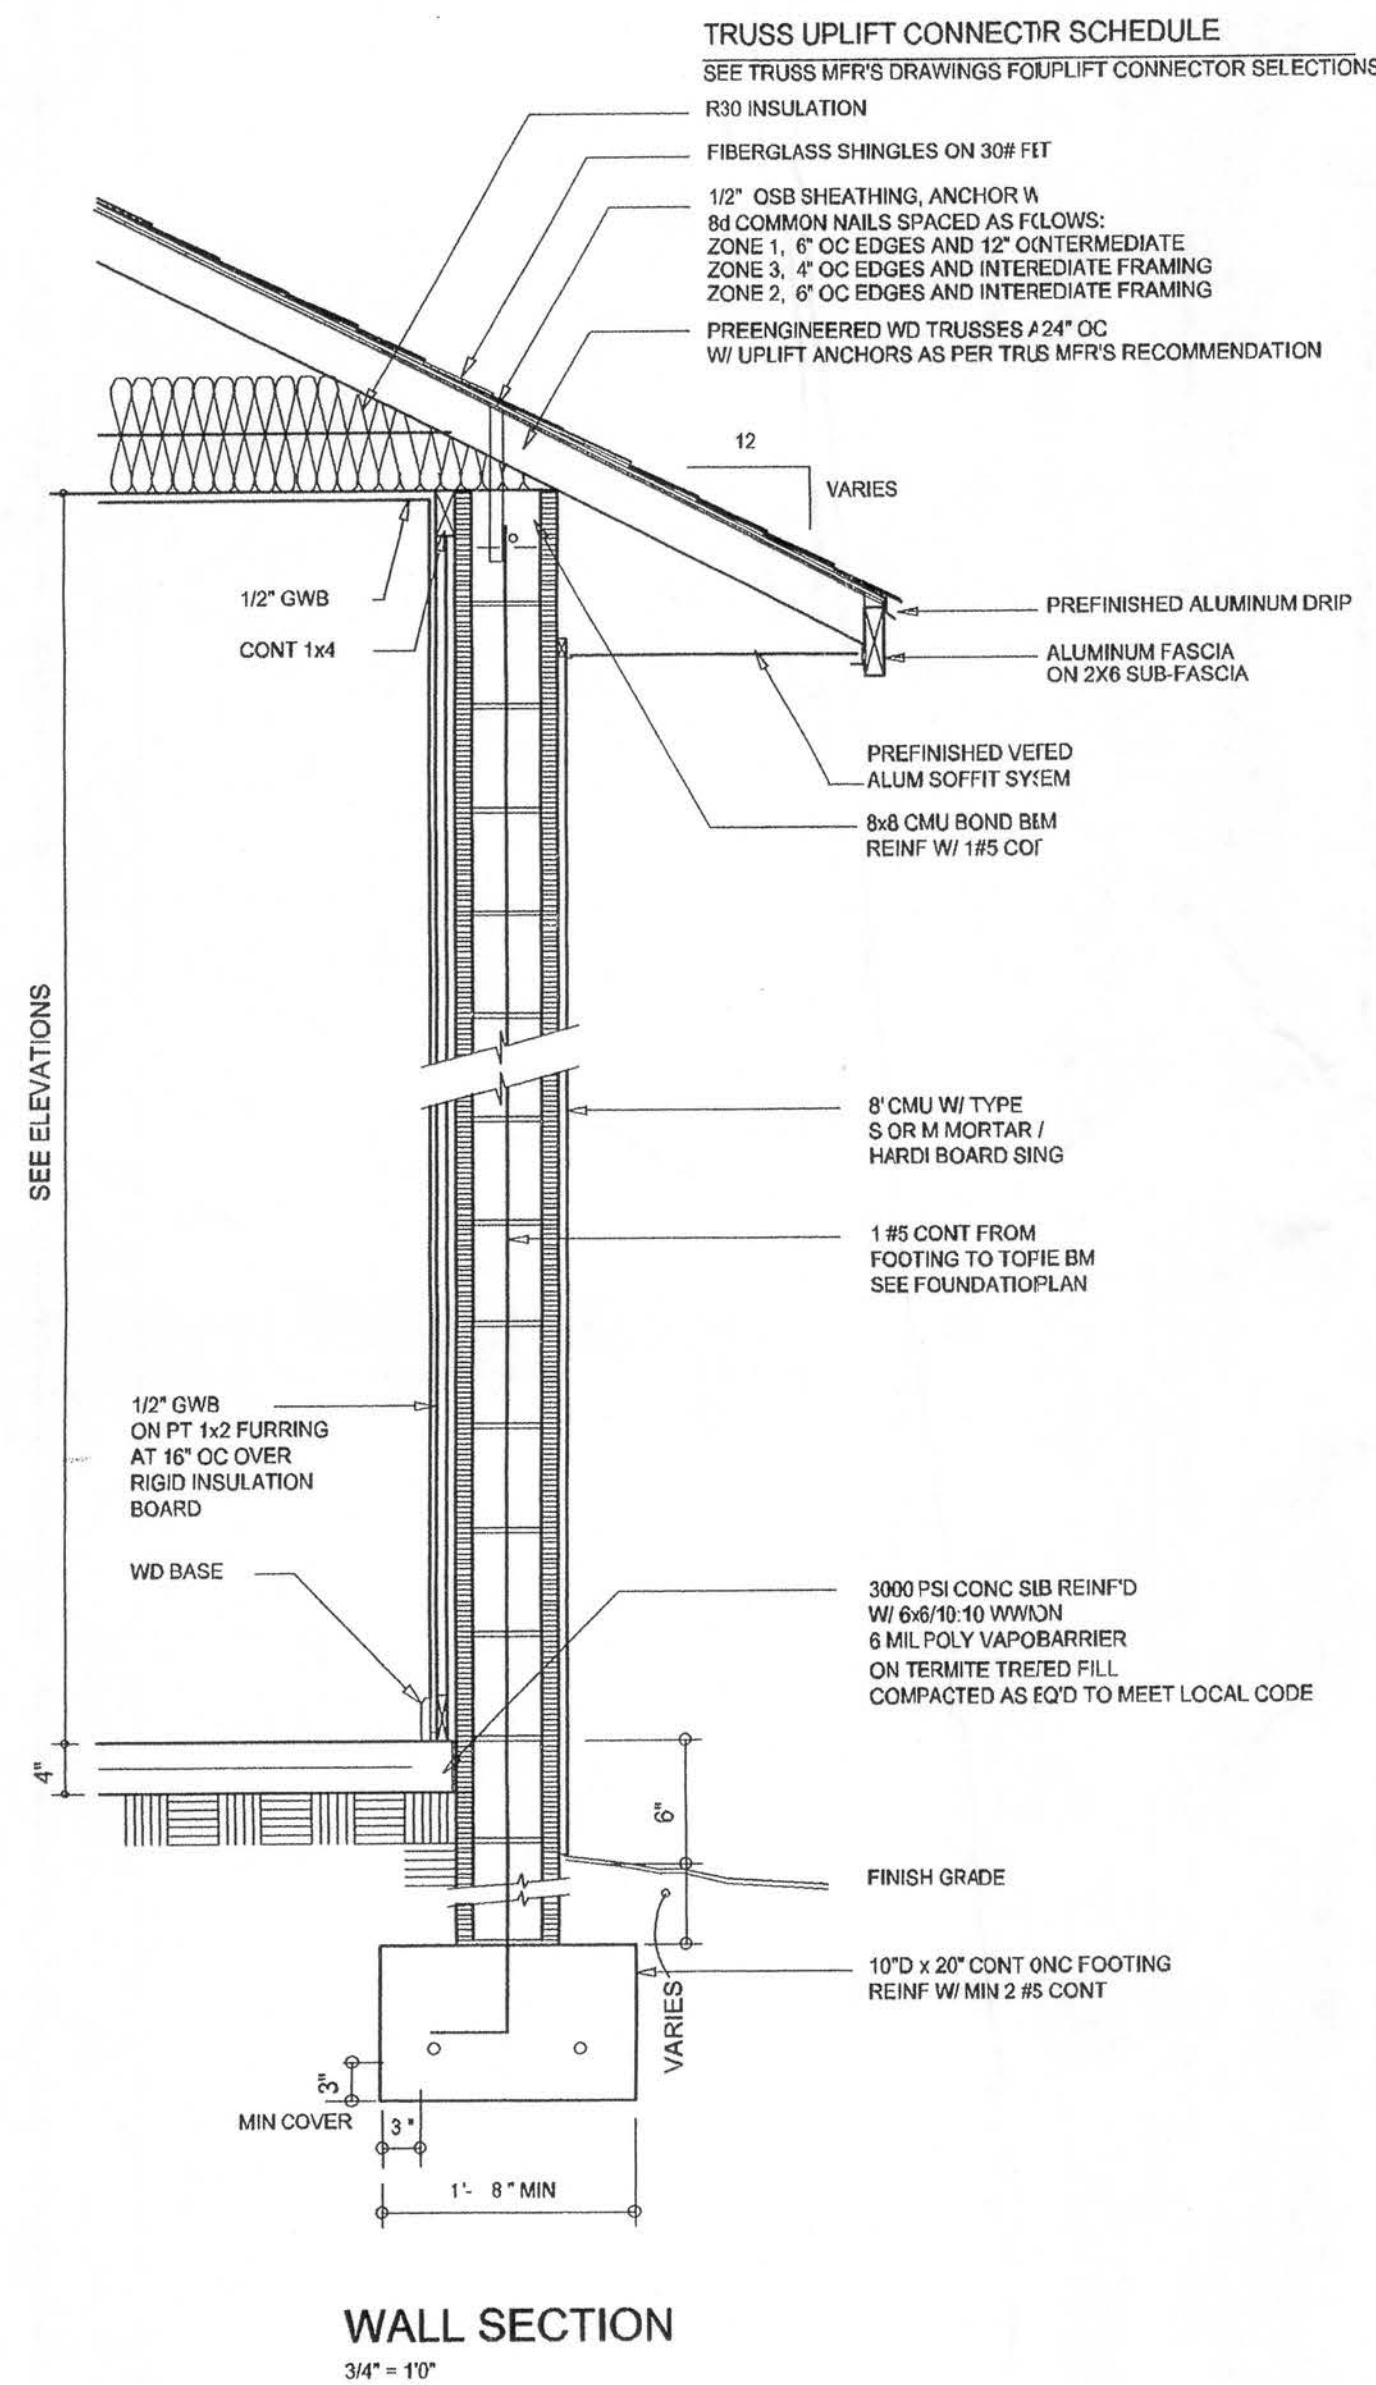 TRUSS UPLIFT CONNECTIR SCHEDULE
SEE TRUSS MFR'S DRAWINGS FOUPLIFT CONNECTOR SELECTIONS
R30 INSULATION
FIBERGLASS SHINGLES ON 30# FET
1/2" OSB SHEATHING, ANCHOR W
8d COMMON NAILS SPACED AS FOLOWS:
ZONE 1, 6" OC EDGES AND 12" OCNTERMEDIATE
ZONE 3, 4" OC EDGES AND INTEREDIATE FRAMING
ZONE 2, 6" OC EDGES AND INTEREDIATE FRAMING
PREENGINEERED WD TRUSSES A24" OC
W/ UPLIFT ANCHORS AS PER TRUS MFR'S RECOMMENDATION
12
VARIES
1/2" GWB
CONT 1x4
PREFINISHED ALUMINUM DRIP
ALUMINUM FASCIA
ON 2X6 SUB-FASCIA
PREFINISHED VETED
ALUM SOFFIT SYSEM
8x8 CMU BOND BEM
REINF W/ 1#5 COT
SEE ELEVATIONS
8' CMU W/ TYPE
S OR M MORTAR /
HARDI BOARD SING
1 #5 CONT FROM
FOOTING TO TOPIE BM
SEE FOUNDATIOPLAN
1/2" GWB
ON PT 1x2 FURRING
AT 16" OC OVER
RIGID INSULATION
BOARD
WD BASE
3000 PSI CONC SLB REINF'D
W/ 6x6/10:10 WWMON
6 MIL POLY VAPOBARRIER
ON TERMITE TRETED FILL
COMPACTED AS EQ'D TO MEET LOCAL CODE
4"
6"
FINISH GRADE
10"D x 20" CONT ONC FOOTING
REINF W/ MIN 2 #5 CONT
VARIES
3"
MIN COVER
3 "
1'- 8 " MIN
WALL SECTION
3/4" = 1'0"